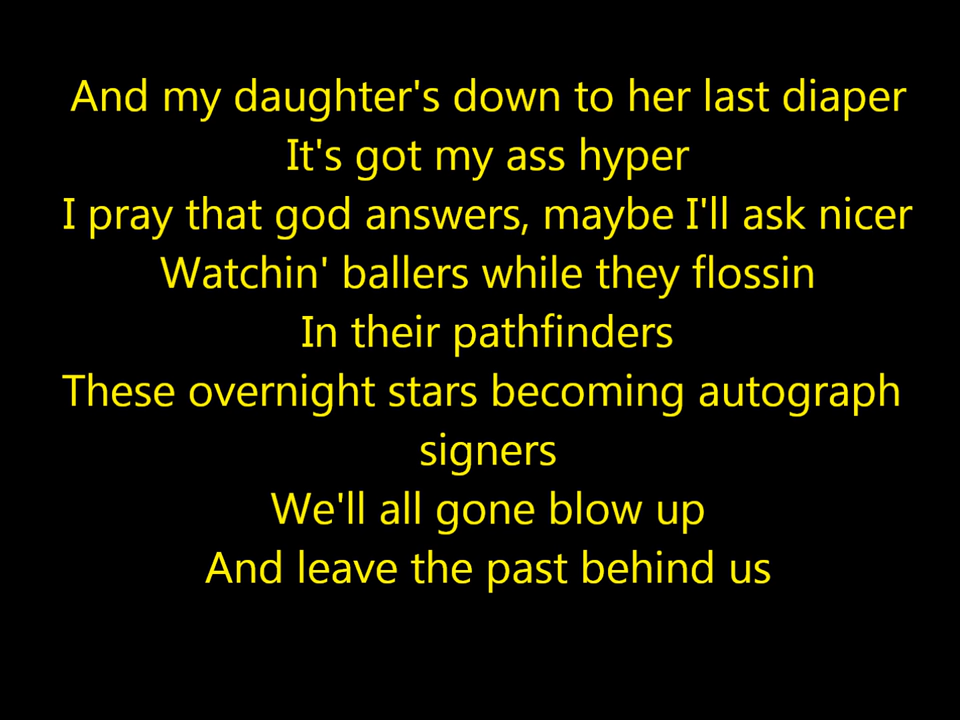 And my daughter's down to her last diaper
It's got my ass hyper
I pray that god answers, maybe I'll ask nicer
Watchin' ballers while they flossin
In their pathfinders
These overnight stars becoming autograph
signers
We'll all gone blow up
And leave the past behind us